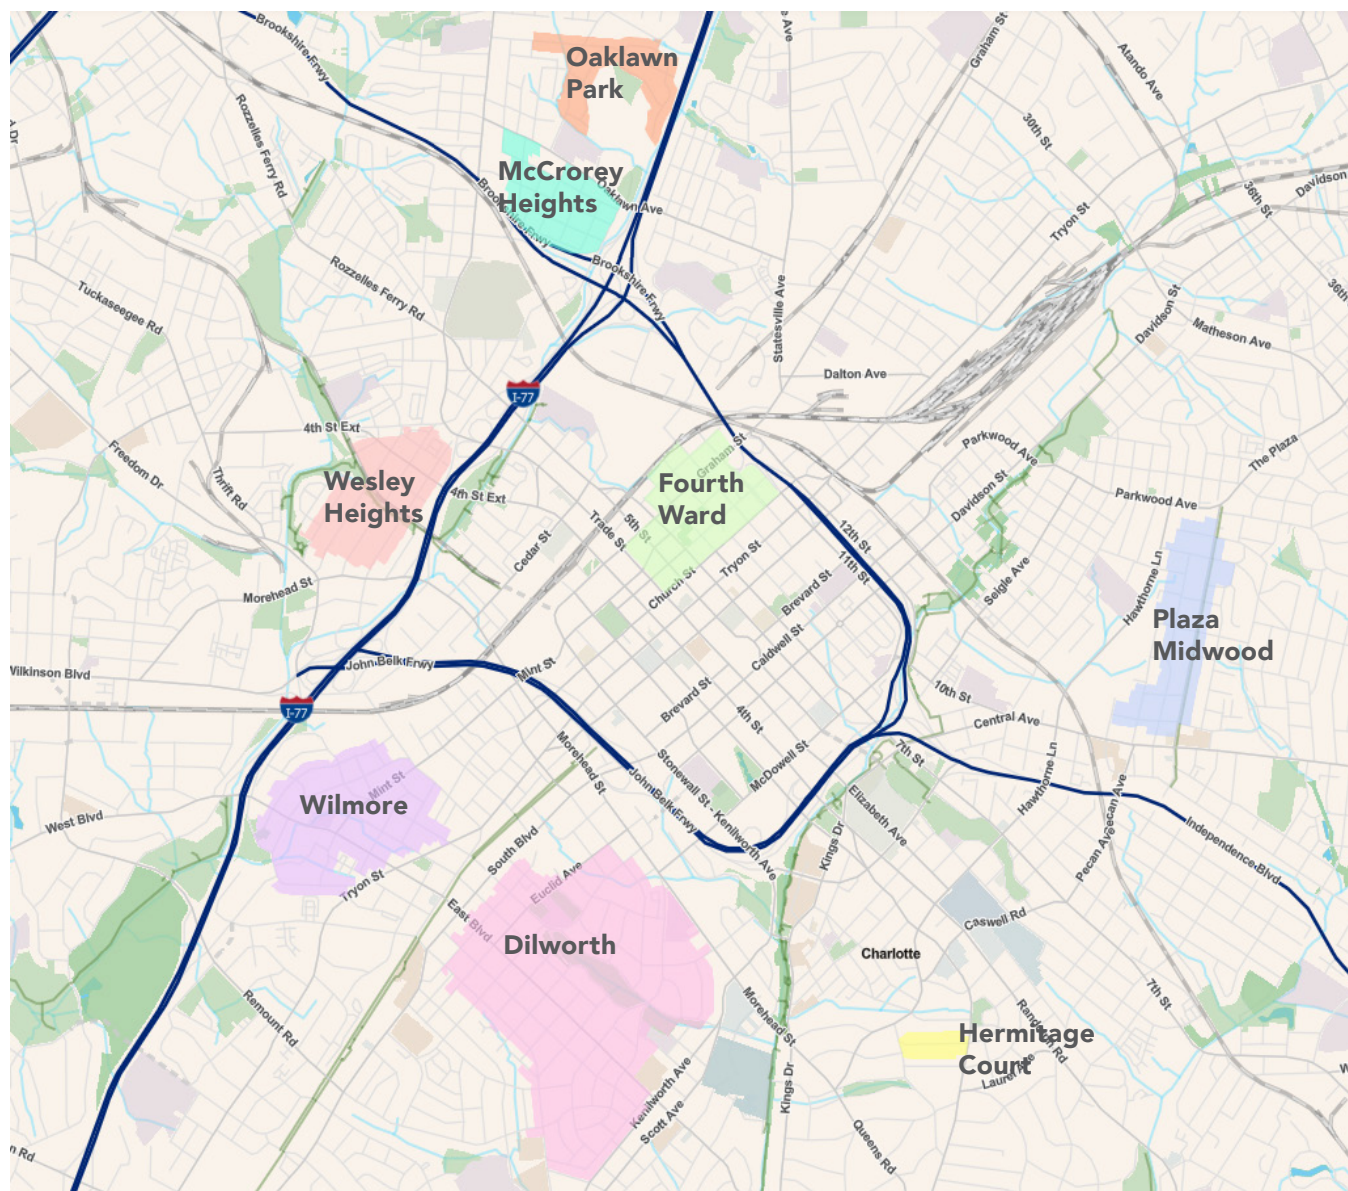 Brookshire Frwy
Graham St
Atando Ave
Oaklawn
Park
Rozzelles Ferry Rd
30th St
36th St
Davidson
McCrorey
Heights
Oaklawn Ave
Brookshire Frwy
Tryon St
Brookshire Frwy
Rozzelles Ferry Rd
Tuckaseegee Rd
Statesville Ave
Davidson St
36th
Matheson Ave
Dalton Ave
I-77
4th St Ext
Graham St
Parkwood Ave
The Plaza
Freedom Dr
Thrift Rd
Wesley
Heights
4th St Ext
Fourth
Ward
Davidson St
Parkwood Ave
Trade St
5th St
Cedar St
12th St
11th St
Tryon St
Church St
Brevard St
Seigle Ave
Hawthorne Ln
Morehead St
Plaza
Midwood
Caldwell St
Wilkinson Blvd
John Belk Frwy
Mint St
Brevard St
10th St
I-77
4th St
Central Ave
7th St
Morehead St
Stonewall St
McDowell St
Hawthorne Ln
John Belk Frwy
Mint St
Wilmore
West Blvd
Kenilworth Ave
Elizabeth Ave
Kings Dr
Pecan Ave
Pecan Ave
Independence Blvd
South Blvd
Euclid Ave
Tryon St
East Blvd
Dilworth
Caswell Rd
Charlotte
Remount Rd
Morehead St
7th St
Randolph Rd
Hermitage
Court
Laurel Ave
Kenilworth Ave
Scott Ave
Kings Dr
Queens Rd